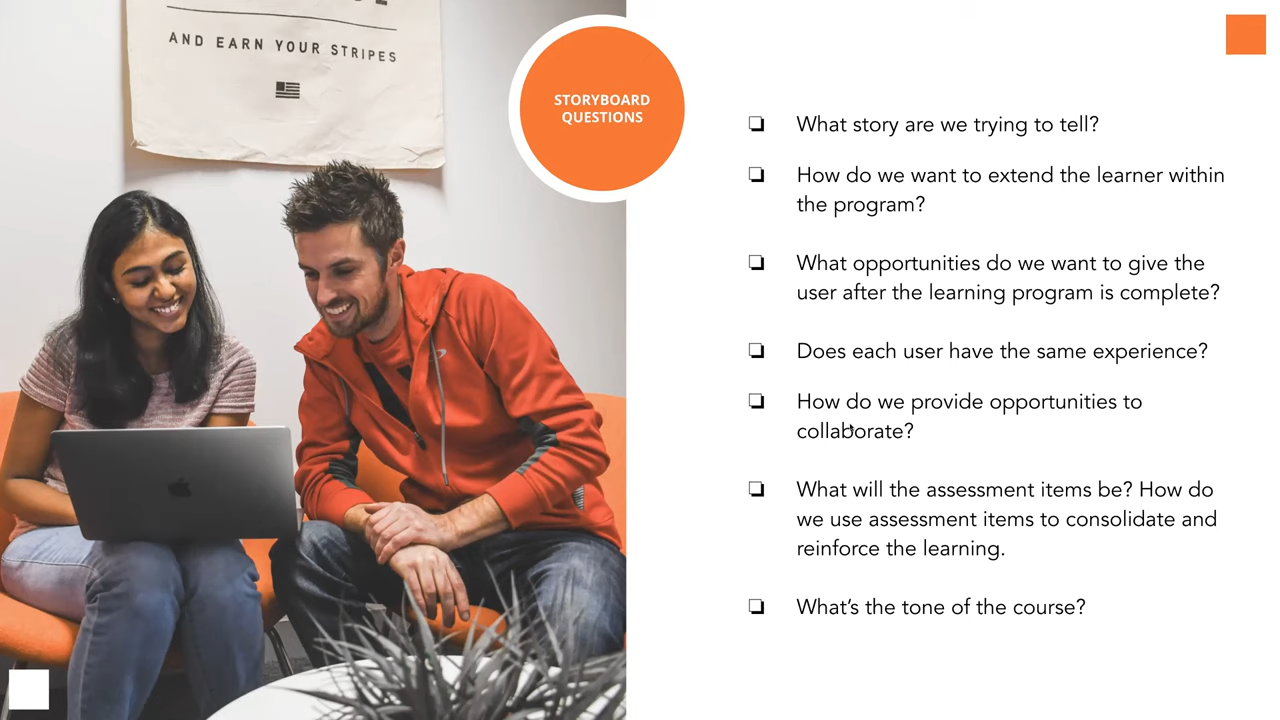 AND EARN YOUR STRIPES
STORYBOARD
QUESTIONS
❏ What story are we trying to tell?
❏ How do we want to extend the learner within
the program?
❏ What opportunities do we want to give the
user after the learning program is complete?
❏ Does each user have the same experience?
❏ How do we provide opportunities to
collaborate?
❏ What will the assessment items be? How do
we use assessment items to consolidate and
reinforce the learning.
❏ What's the tone of the course?